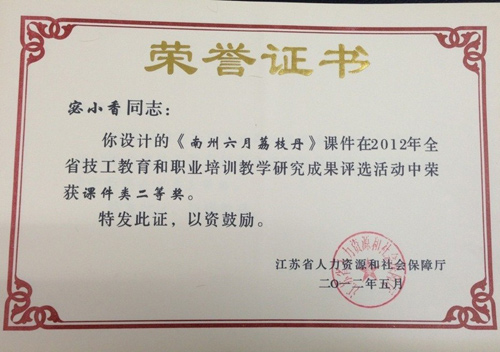 荣誉证书
宓小香同志：
你设计的《南州六月荔枝丹》课件在2012年全
省技工教育和职业培训教学研究成果评选活动中荣
获课件类二等奖。
特发此证，以资鼓励。
江苏省人力资源和社会保障厅
二〇一二年五月